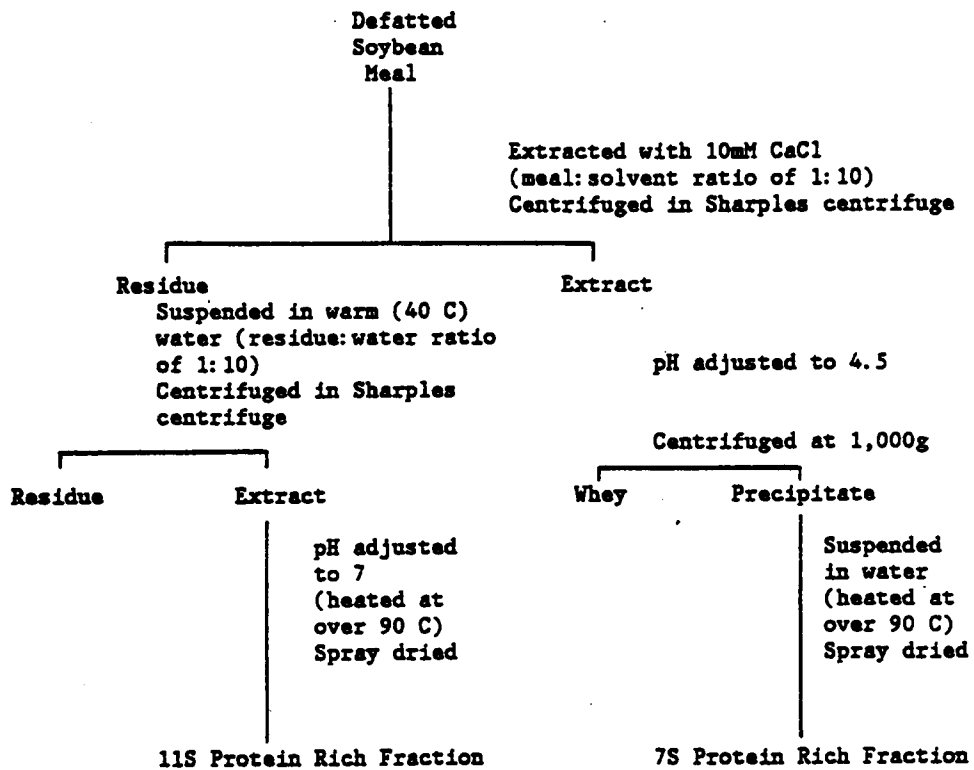 Defatted
Soybean
Meal
Extracted with 10mM CaCl
(meal:solvent ratio of 1:10)
Centrifuged in Sharples centrifuge
Residue
Extract
Suspended in warm (40 C)
water (residue:water ratio
of 1:10)
Centrifuged in Sharples
centrifuge
pH adjusted to 4.5
Centrifuged at 1,000g
Residue
Extract
Whey
Precipitate
pH adjusted
to 7
(heated at
over 90 C)
Spray dried
Suspended
in water
(heated at
over 90 C)
Spray dried
11S Protein Rich Fraction
7S Protein Rich Fraction